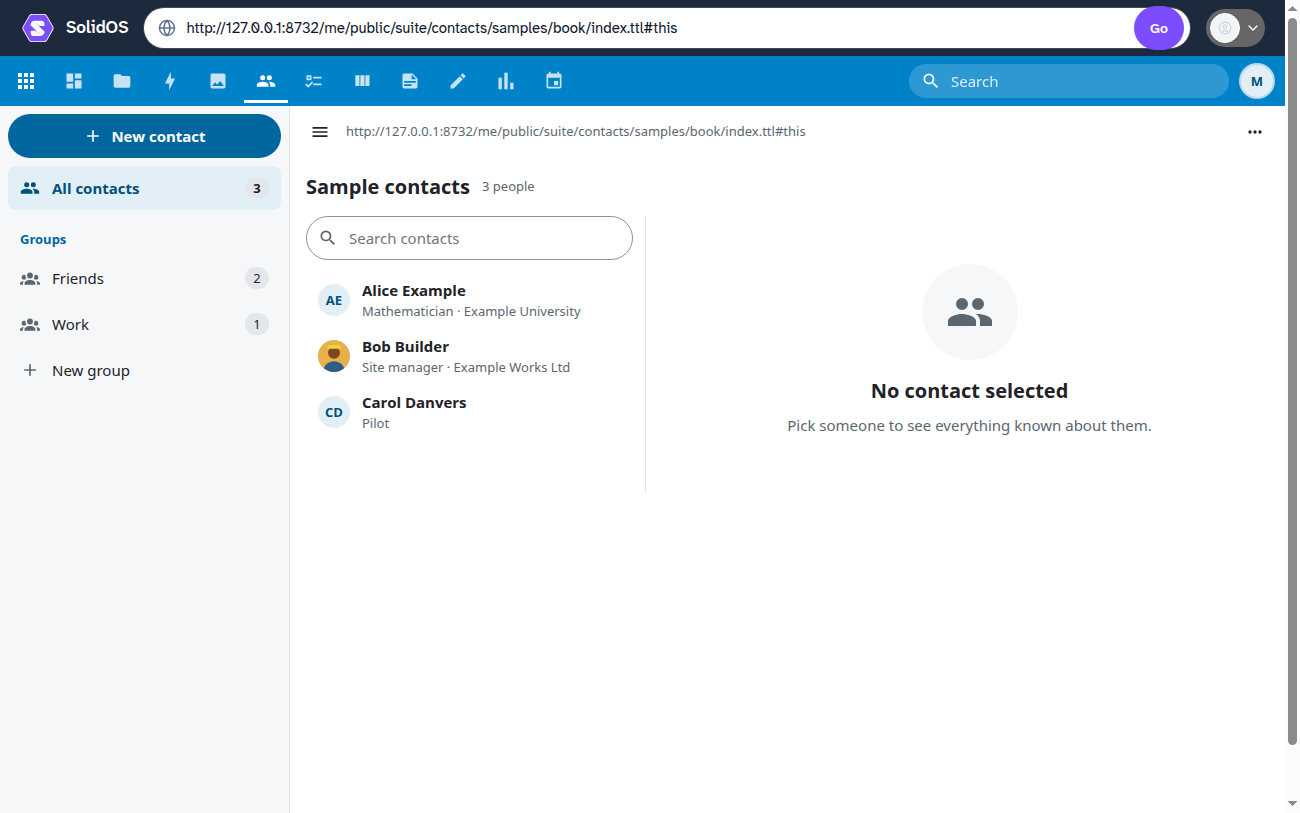 SolidOS
http://127.0.0.1:8732/me/public/suite/contacts/samples/book/index.ttl#this
Go
Search
M
New contact
All contacts
3
Groups
Friends
2
Work
1
New group
http://127.0.0.1:8732/me/public/suite/contacts/samples/book/index.ttl#this
Sample contacts
3 people
Search contacts
AE
Alice Example
Mathematician · Example University
Bob Builder
Site manager · Example Works Ltd
CD
Carol Danvers
Pilot
No contact selected
Pick someone to see everything known about them.